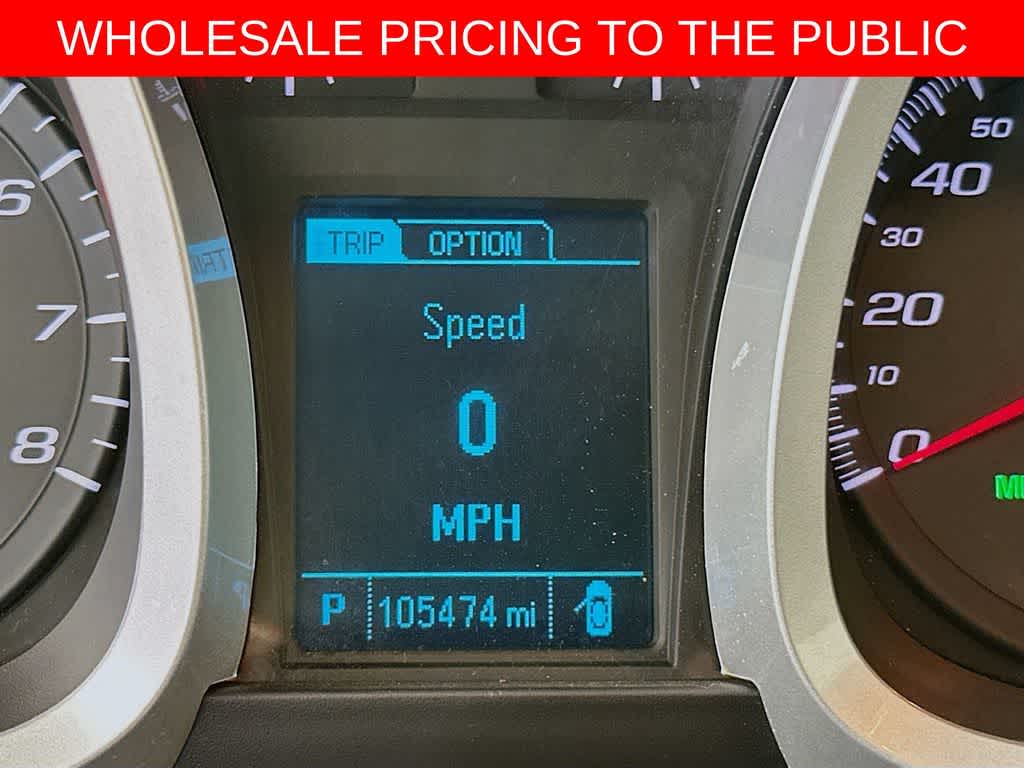 WHOLESALE PRICING TO THE PUBLIC
TRIP OPTION
Speed
0
MPH
P 105474 mi
6
7
8
50
40
30
20
10
0